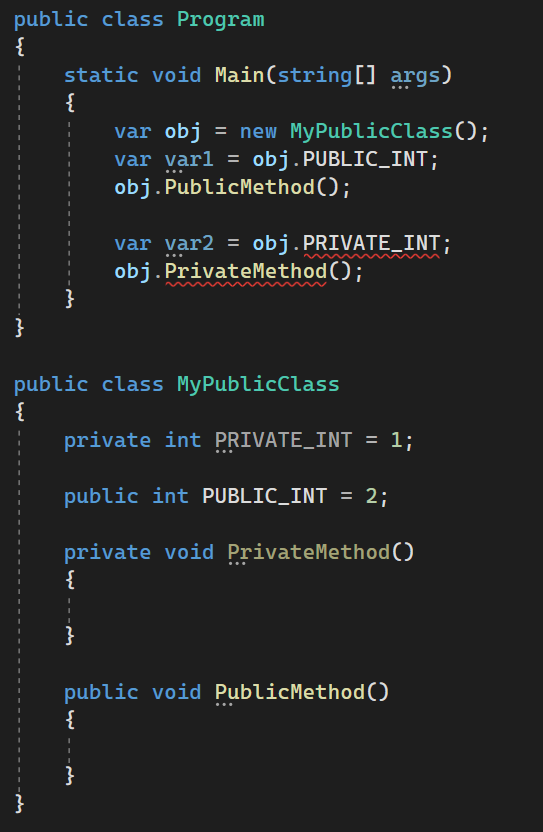 public class Program
{
    static void Main(string[] args)
    {
        var obj = new MyPublicClass();
        var var1 = obj.PUBLIC_INT;
        obj.PublicMethod();

        var var2 = obj.PRIVATE_INT;
        obj.PrivateMethod();
    }
}

public class MyPublicClass
{
    private int PRIVATE_INT = 1;

    public int PUBLIC_INT = 2;

    private void PrivateMethod()
    {

    }

    public void PublicMethod()
    {

    }
}